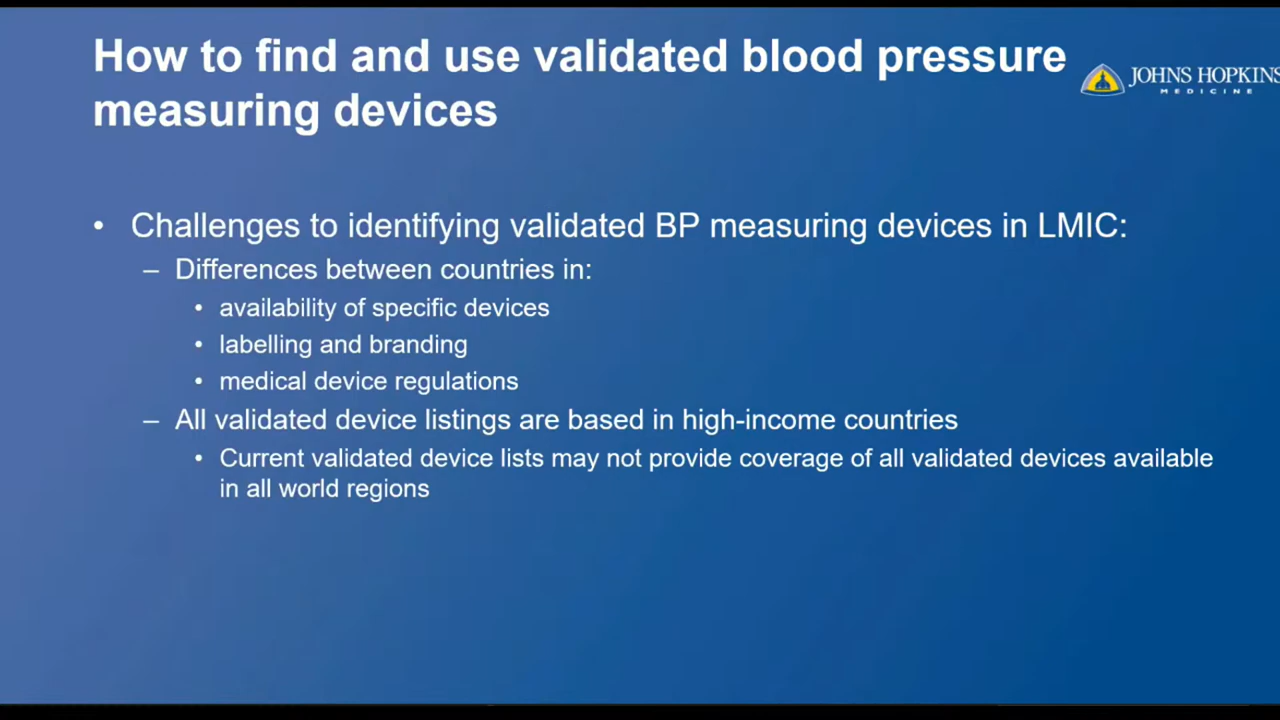 How to find and use validated blood pressure
measuring devices
JOHNS HOPKINS
MEDICINE
• Challenges to identifying validated BP measuring devices in LMIC:
– Differences between countries in:
• availability of specific devices
• labelling and branding
• medical device regulations
– All validated device listings are based in high-income countries
• Current validated device lists may not provide coverage of all validated devices available
in all world regions